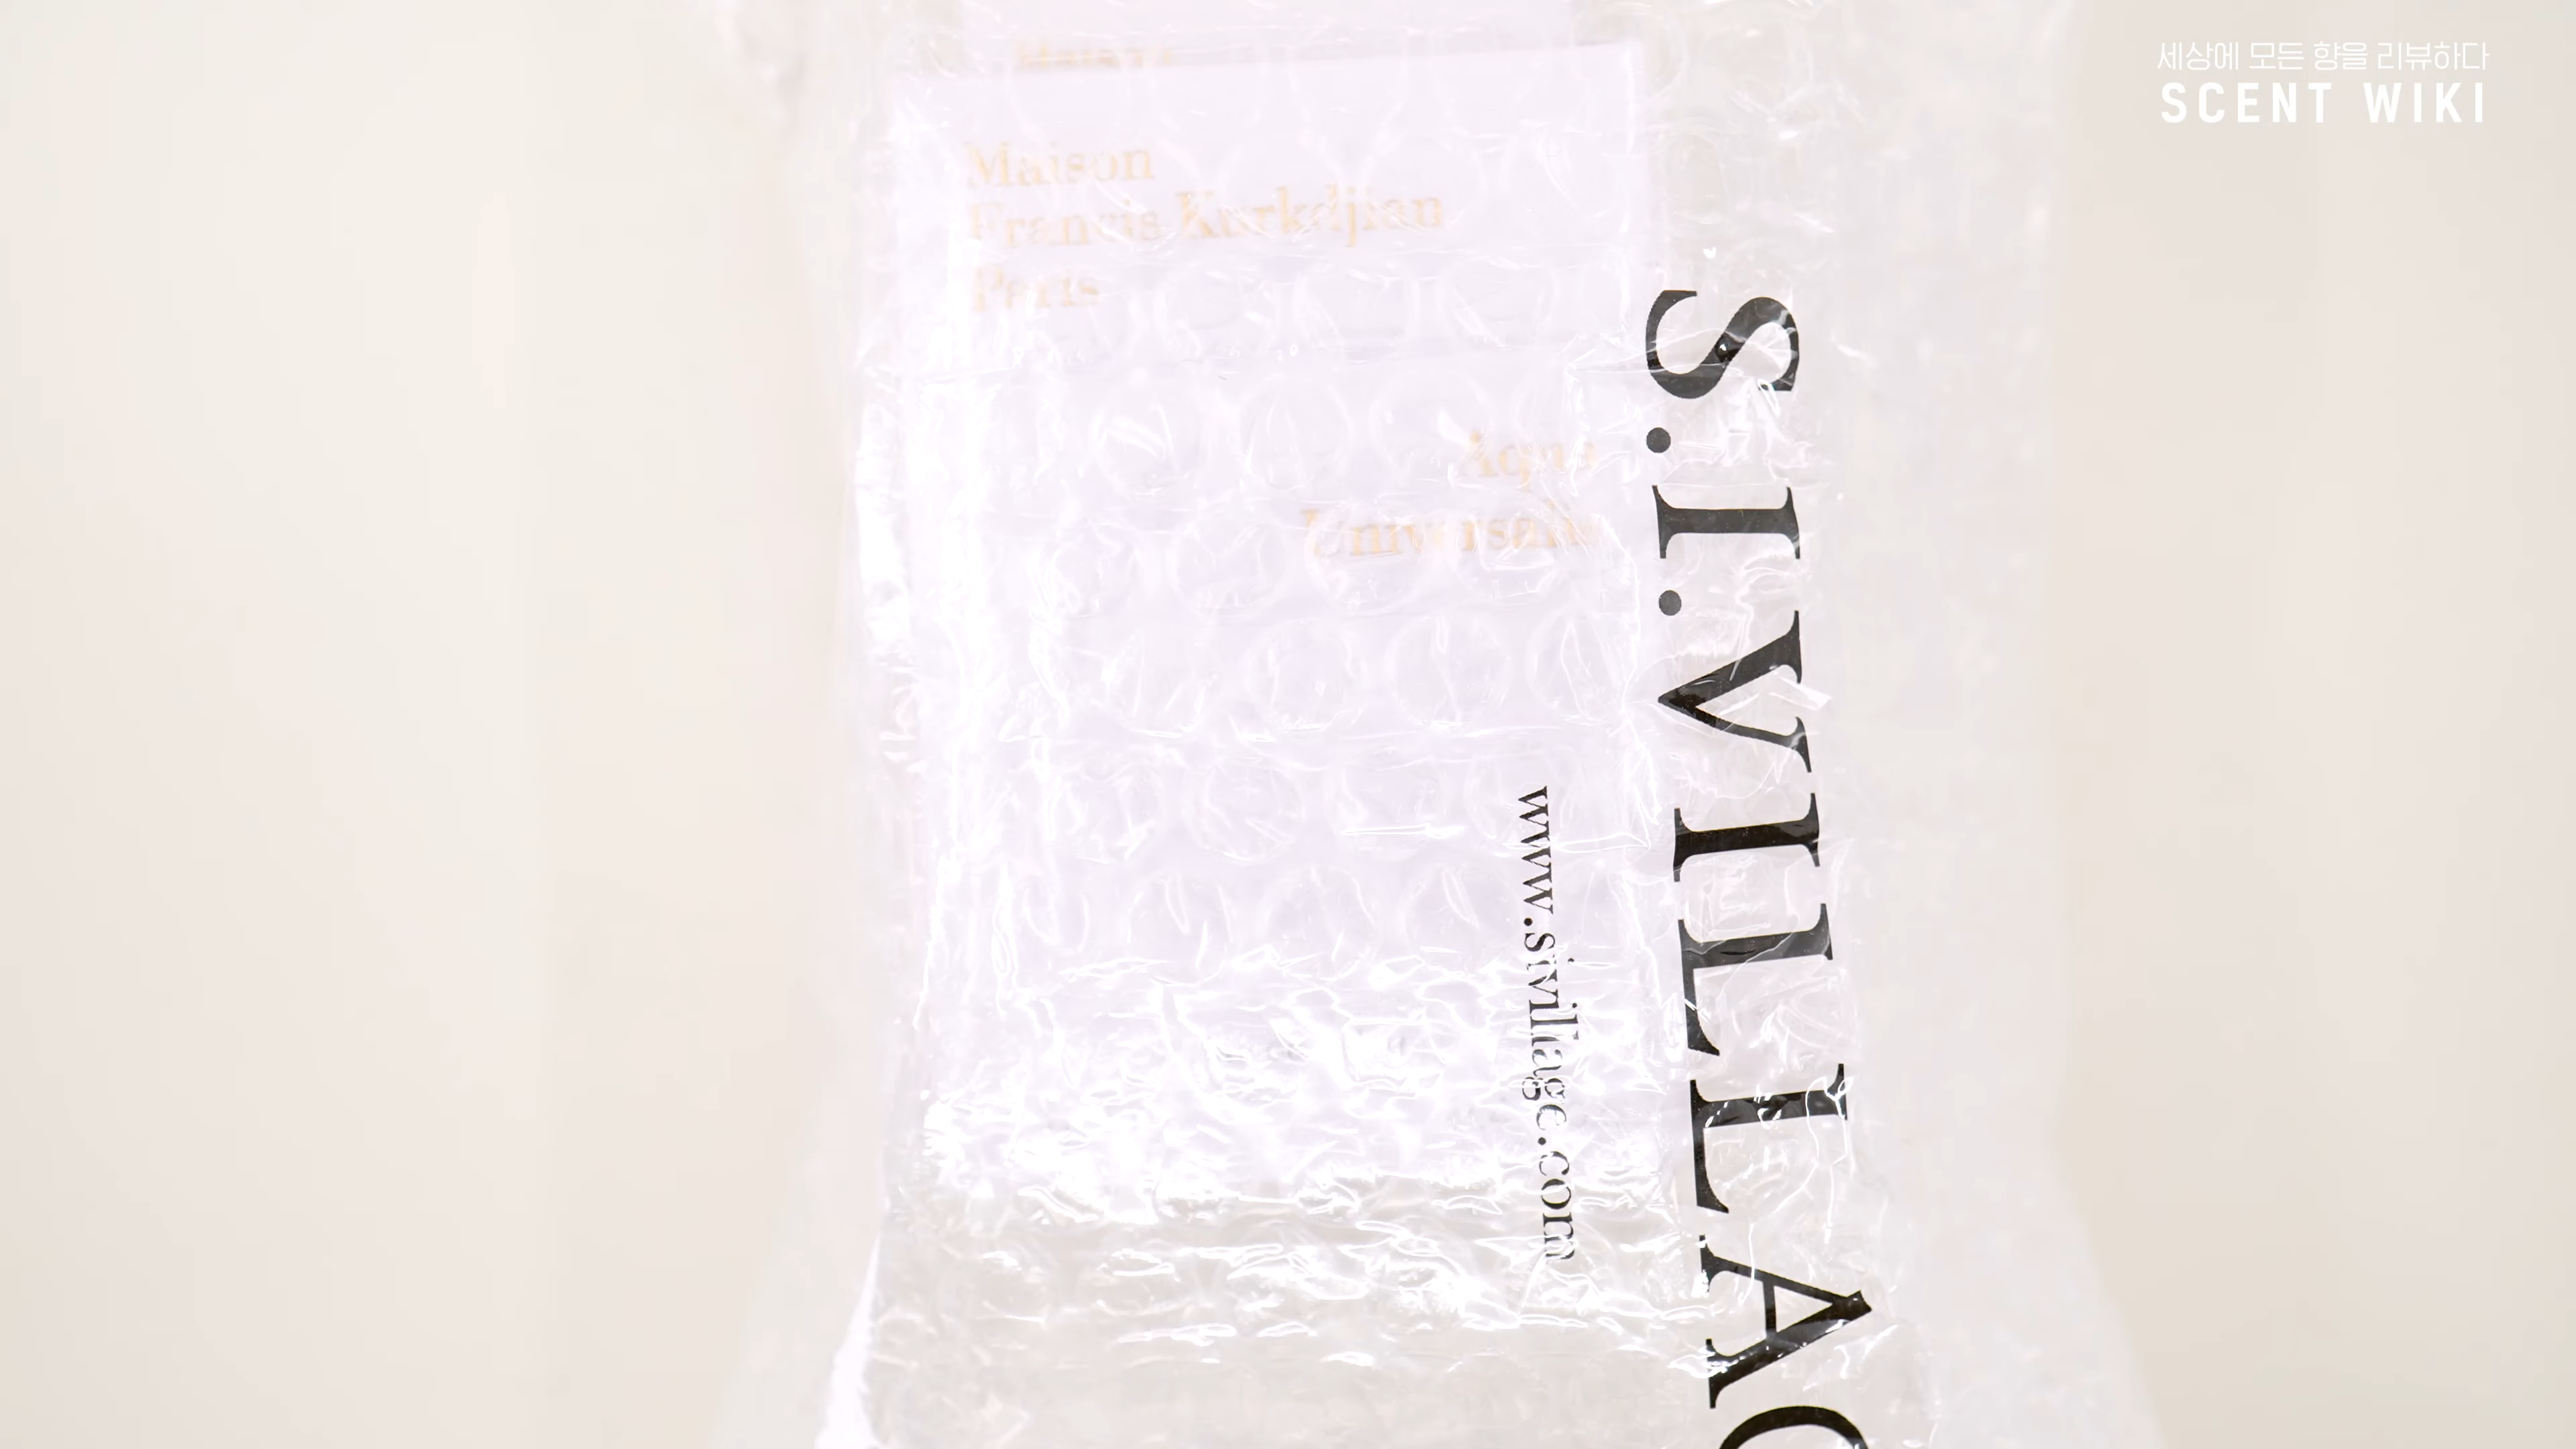 세상에 모든 향을 리뷰하다
SCENT WIKI
Maison
Maison
Francis Kurkdjian
Paris
Aqua
Universalis
S.I.VILLAG
www.sivillage.com